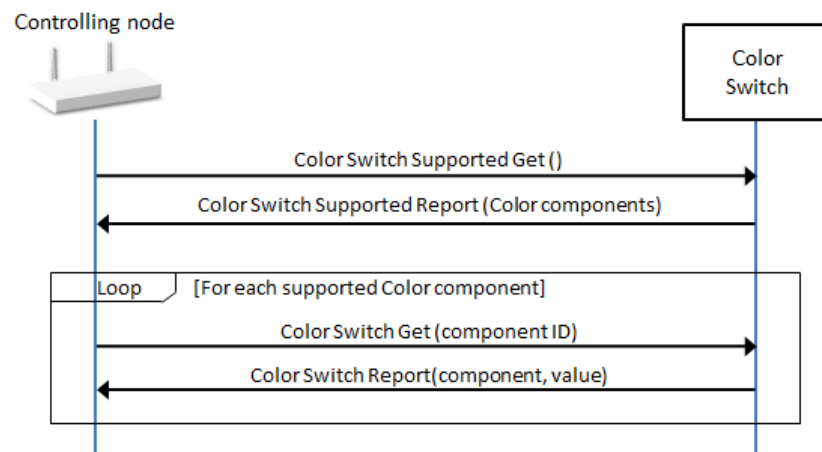 Controlling node
Color
Switch
Color Switch Supported Get ()
Color Switch Supported Report (Color components)
Loop [For each supported Color component]
Color Switch Get (component ID)
Color Switch Report(component, value)